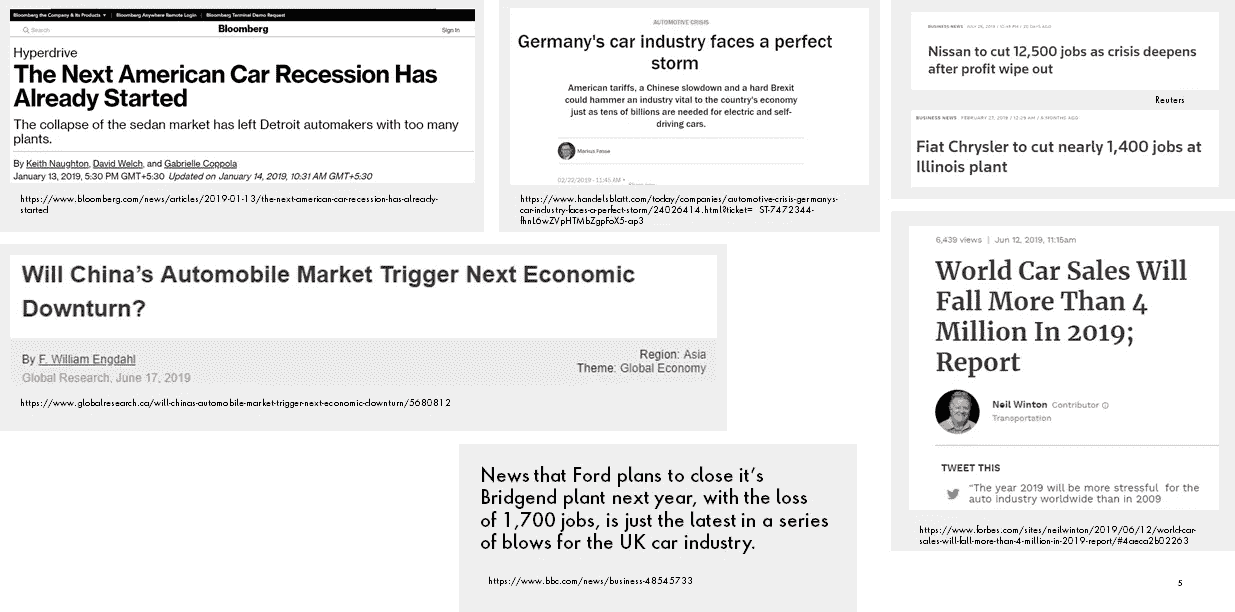 Bloomberg the Company & Its Products ▾ | Bloomberg Anywhere Remote Login | Bloomberg Terminal Demo Request
Search Bloomberg Sign In
Hyperdrive
The Next American Car Recession Has
Already Started
The collapse of the sedan market has left Detroit automakers with too many
plants.
By Keith Naughton, David Welch, and Gabrielle Coppola
January 13, 2019, 5:30 PM GMT+5:30 Updated on January 14, 2019, 10:31 AM GMT+5:30
https://www.bloomberg.com/news/articles/2019-01-13/the-next-american-car-recession-has-already-
started
AUTOMOTIVE CRISIS
Germany's car industry faces a perfect
storm
American tariffs, a Chinese slowdown and a hard Brexit
could hammer an industry vital to the country's economy
just as tens of billions are needed for electric and self-
driving cars.
Markus Fasse
02/22/2019 - 11:45 AM
https://www.handelsblatt.com/today/companies/automotive-crisis-germanys-
car-industry-faces-a-perfect-storm/24026414.html?ticket= ST-7472344-
fhnL6wZVpHTMbZgpFoX5-ap3
BUSINESS NEWS
Nissan to cut 12,500 jobs as crisis deepens
after profit wipe out
Reuters
BUSINESS NEWS FEBRUARY 27, 2019 / 12:29 AM / 6 MONTHS AGO
Fiat Chrysler to cut nearly 1,400 jobs at
Illinois plant
Will China's Automobile Market Trigger Next Economic
Downturn?
By F. William Engdahl
Global Research, June 17, 2019
Region: Asia
Theme: Global Economy
https://www.globalresearch.ca/will-chinas-automobile-market-trigger-next-economic-downturn/5680812
6,439 views | Jun 12, 2019, 11:15am
World Car Sales Will
Fall More Than 4
Million In 2019;
Report
Neil Winton Contributor
Transportation
TWEET THIS
“The year 2019 will be more stressful for the
auto industry worldwide than in 2009
https://www.forbes.com/sites/neilwinton/2019/06/12/world-car-
sales-will-fall-more-than-4-million-in-2019-report/#4aeca2b02263
News that Ford plans to close it's
Bridgend plant next year, with the loss
of 1,700 jobs, is just the latest in a series
of blows for the UK car industry.
https://www.bbc.com/news/business-48545733
5